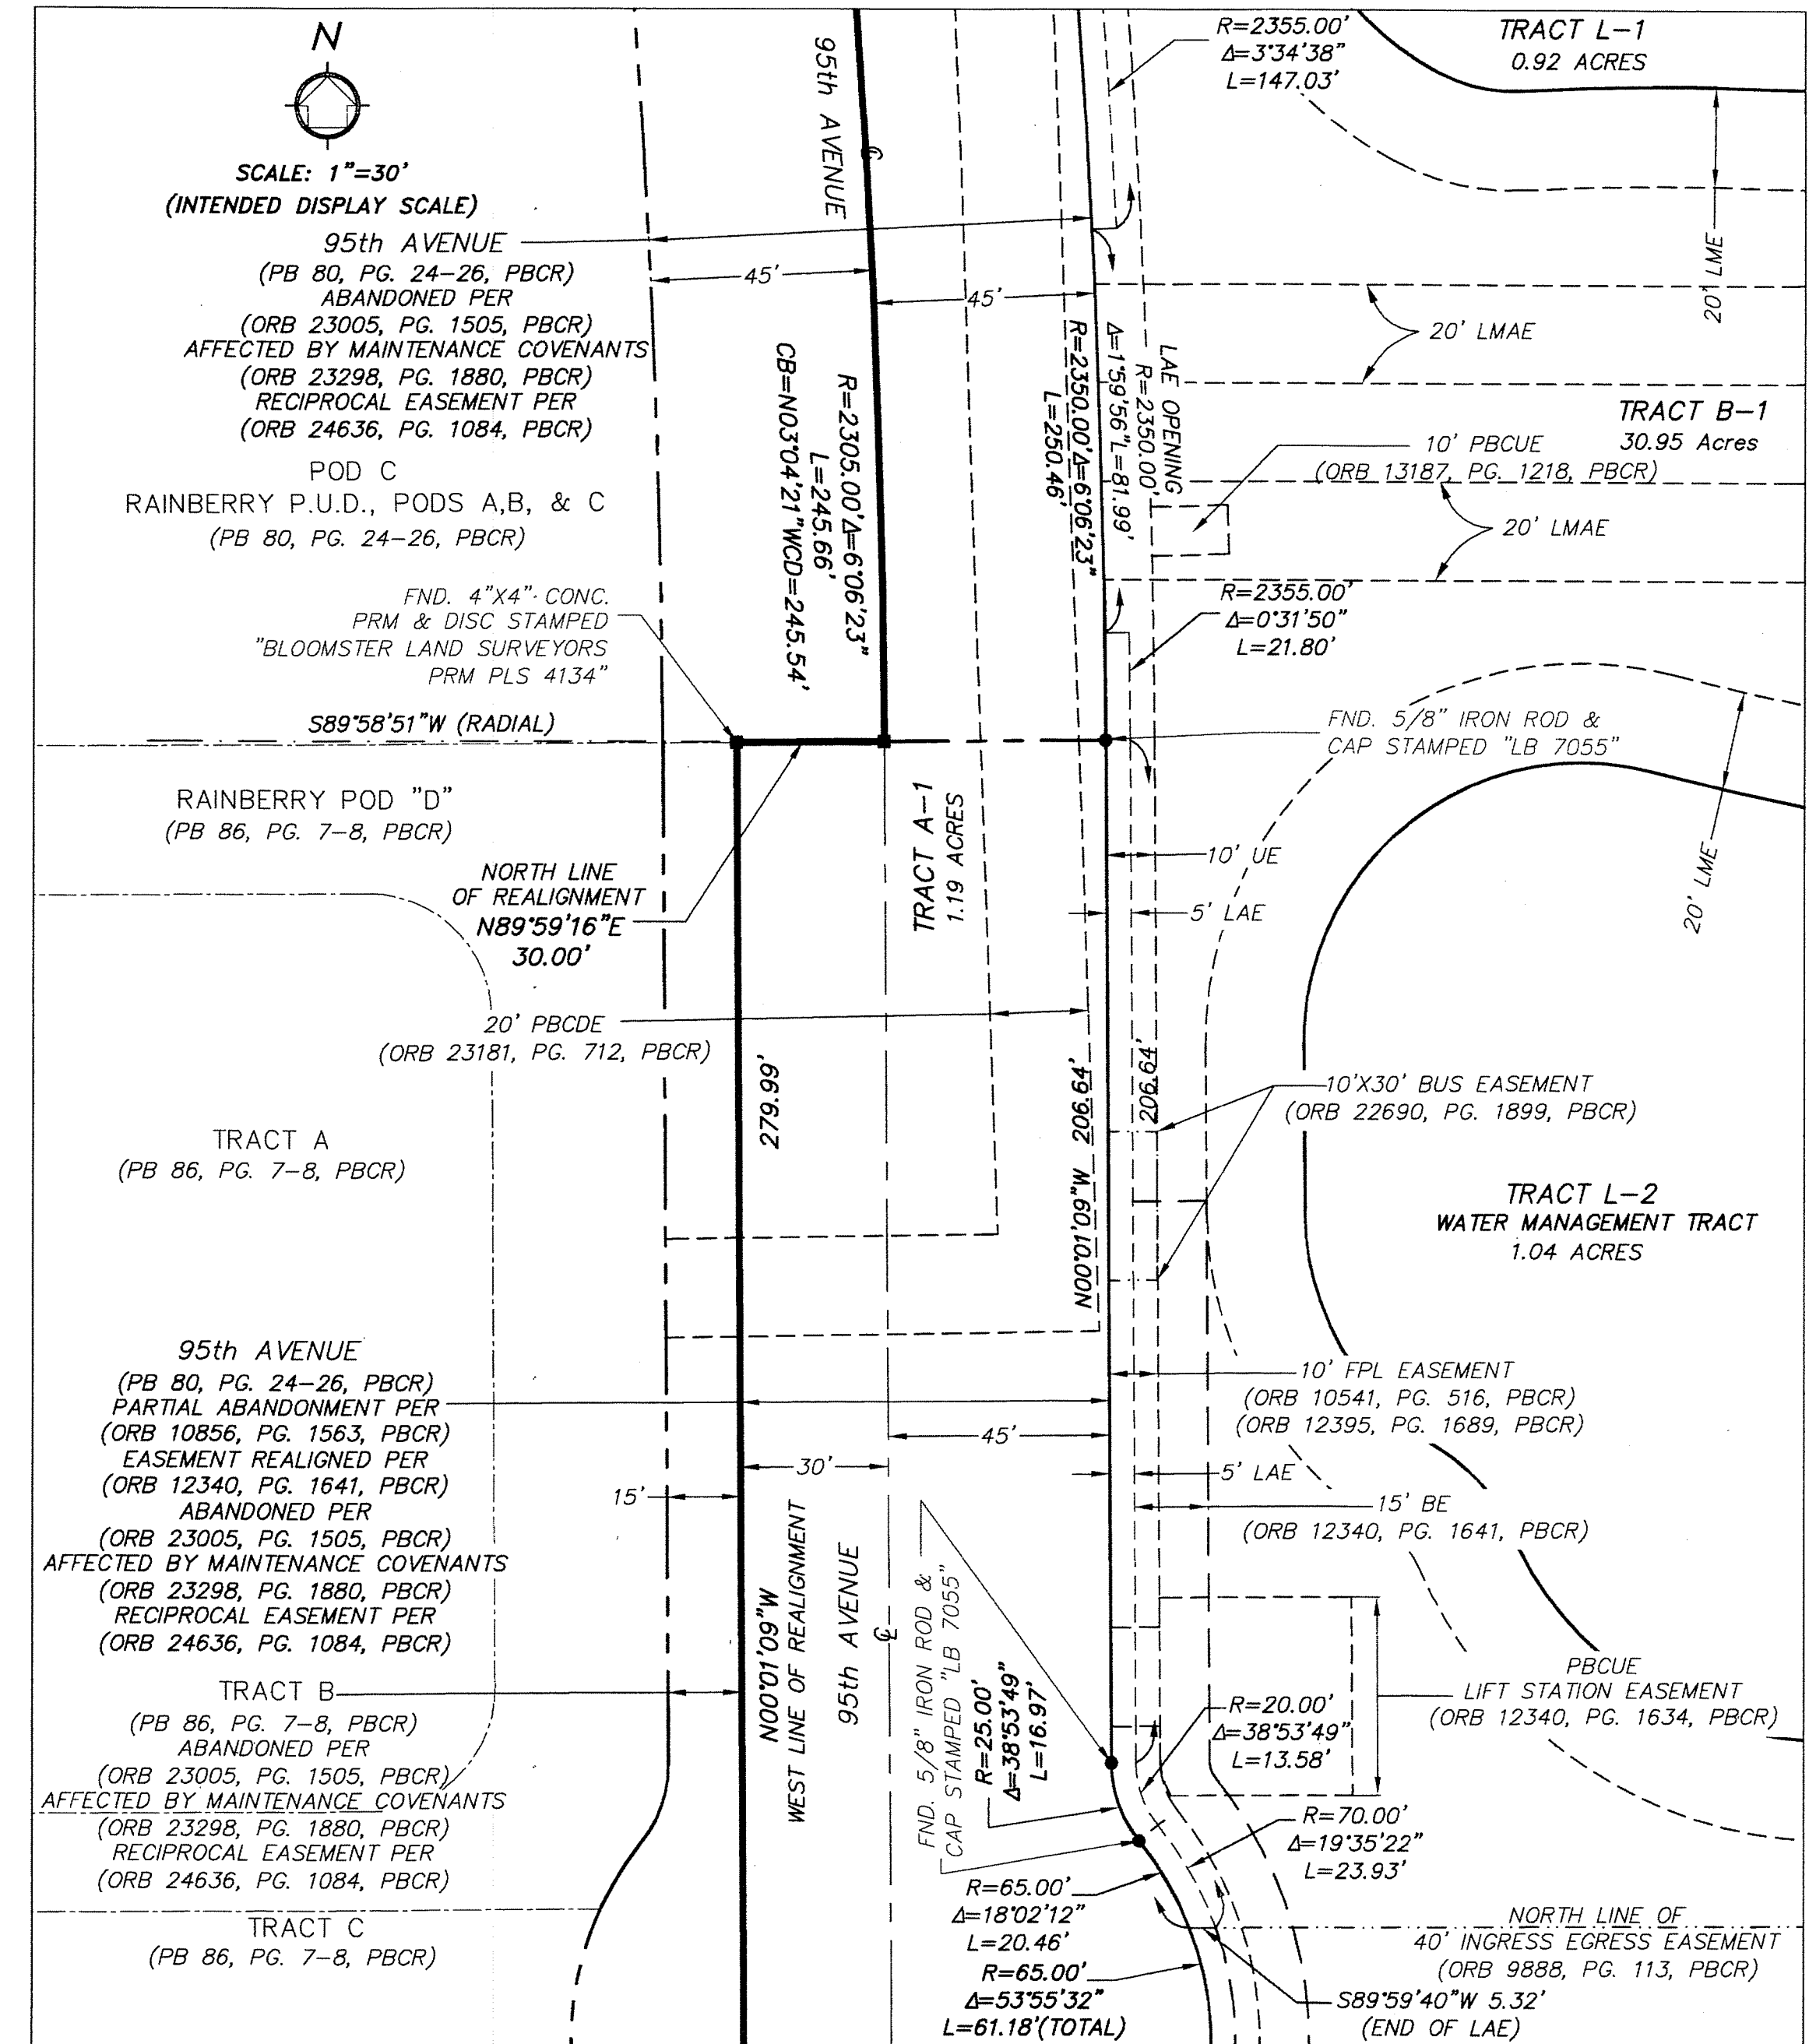 N
SCALE: 1"=30'
(INTENDED DISPLAY SCALE)
95th AVENUE
(PB 80, PG. 24-26, PBCR)
ABANDONED PER
(ORB 23005, PG. 1505, PBCR)
AFFECTED BY MAINTENANCE COVENANTS
(ORB 23298, PG. 1880, PBCR)
RECIPROCAL EASEMENT PER
(ORB 24636, PG. 1084, PBCR)
POD C
RAINBERRY P.U.D., PODS A,B, & C
(PB 80, PG. 24-26, PBCR)
FND. 4"X4" CONC.
PRM & DISC STAMPED
"BLOOMSTER LAND SURVEYORS
PRM PLS 4134"
S89°58'51"W (RADIAL)
RAINBERRY POD "D"
(PB 86, PG. 7-8, PBCR)
NORTH LINE
OF REALIGNMENT
N89°59'16"E
30.00'
20' PBCDE
(ORB 23181, PG. 712, PBCR)
TRACT A
(PB 86, PG. 7-8, PBCR)
95th AVENUE
(PB 80, PG. 24-26, PBCR)
PARTIAL ABANDONMENT PER
(ORB 10856, PG. 1563, PBCR)
EASEMENT REALIGNED PER
(ORB 12340, PG. 1641, PBCR)
ABANDONED PER
(ORB 23005, PG. 1505, PBCR)
AFFECTED BY MAINTENANCE COVENANTS
(ORB 23298, PG. 1880, PBCR)
RECIPROCAL EASEMENT PER
(ORB 24636, PG. 1084, PBCR)
TRACT B
(PB 86, PG. 7-8, PBCR)
ABANDONED PER
(ORB 23005, PG. 1505, PBCR)
AFFECTED BY MAINTENANCE COVENANTS
(ORB 23298, PG. 1880, PBCR)
RECIPROCAL EASEMENT PER
(ORB 24636, PG. 1084, PBCR)
TRACT C
(PB 86, PG. 7-8, PBCR)
95th AVENUE
℄
45'
45'
R=2305.00' Δ=6°06'23"
L=245.66'
CB=N03°04'21"W CD=245.54'
LAE OPENING
R=2350.00'
Δ=1°59'56" L=81.99'
R=2350.00' Δ=6°06'23"
L=250.46'
TRACT A-1
1.19 ACRES
279.69'
N00°01'09"W 206.64'
206.64'
45'
30'
15'
N00°01'09"W
WEST LINE OF REALIGNMENT
95th AVENUE
℄
FND. 5/8" IRON ROD &
CAP STAMPED "LB 7055"
R=25.00'
Δ=38°53'49"
L=16.97'
R=65.00'
Δ=18°02'12"
L=20.46'
R=65.00'
Δ=53°55'32"
L=61.18'(TOTAL)
R=2355.00'
Δ=3°34'38"
L=147.03'
TRACT L-1
0.92 ACRES
20' LME
20' LMAE
TRACT B-1
30.95 Acres
10' PBCUE
(ORB 13187, PG. 1218, PBCR)
20' LMAE
R=2355.00'
Δ=0°31'50"
L=21.80'
FND. 5/8" IRON ROD &
CAP STAMPED "LB 7055"
10' UE
5' LAE
20' LME
10'X30' BUS EASEMENT
(ORB 22690, PG. 1899, PBCR)
TRACT L-2
WATER MANAGEMENT TRACT
1.04 ACRES
10' FPL EASEMENT
(ORB 10541, PG. 516, PBCR)
(ORB 12395, PG. 1689, PBCR)
5' LAE
15' BE
(ORB 12340, PG. 1641, PBCR)
PBCUE
LIFT STATION EASEMENT
(ORB 12340, PG. 1634, PBCR)
R=20.00'
Δ=38°53'49"
L=13.58'
R=70.00'
Δ=19°35'22"
L=23.93'
NORTH LINE OF
40' INGRESS EGRESS EASEMENT
(ORB 9888, PG. 113, PBCR)
S89°59'40"W 5.32'
(END OF LAE)